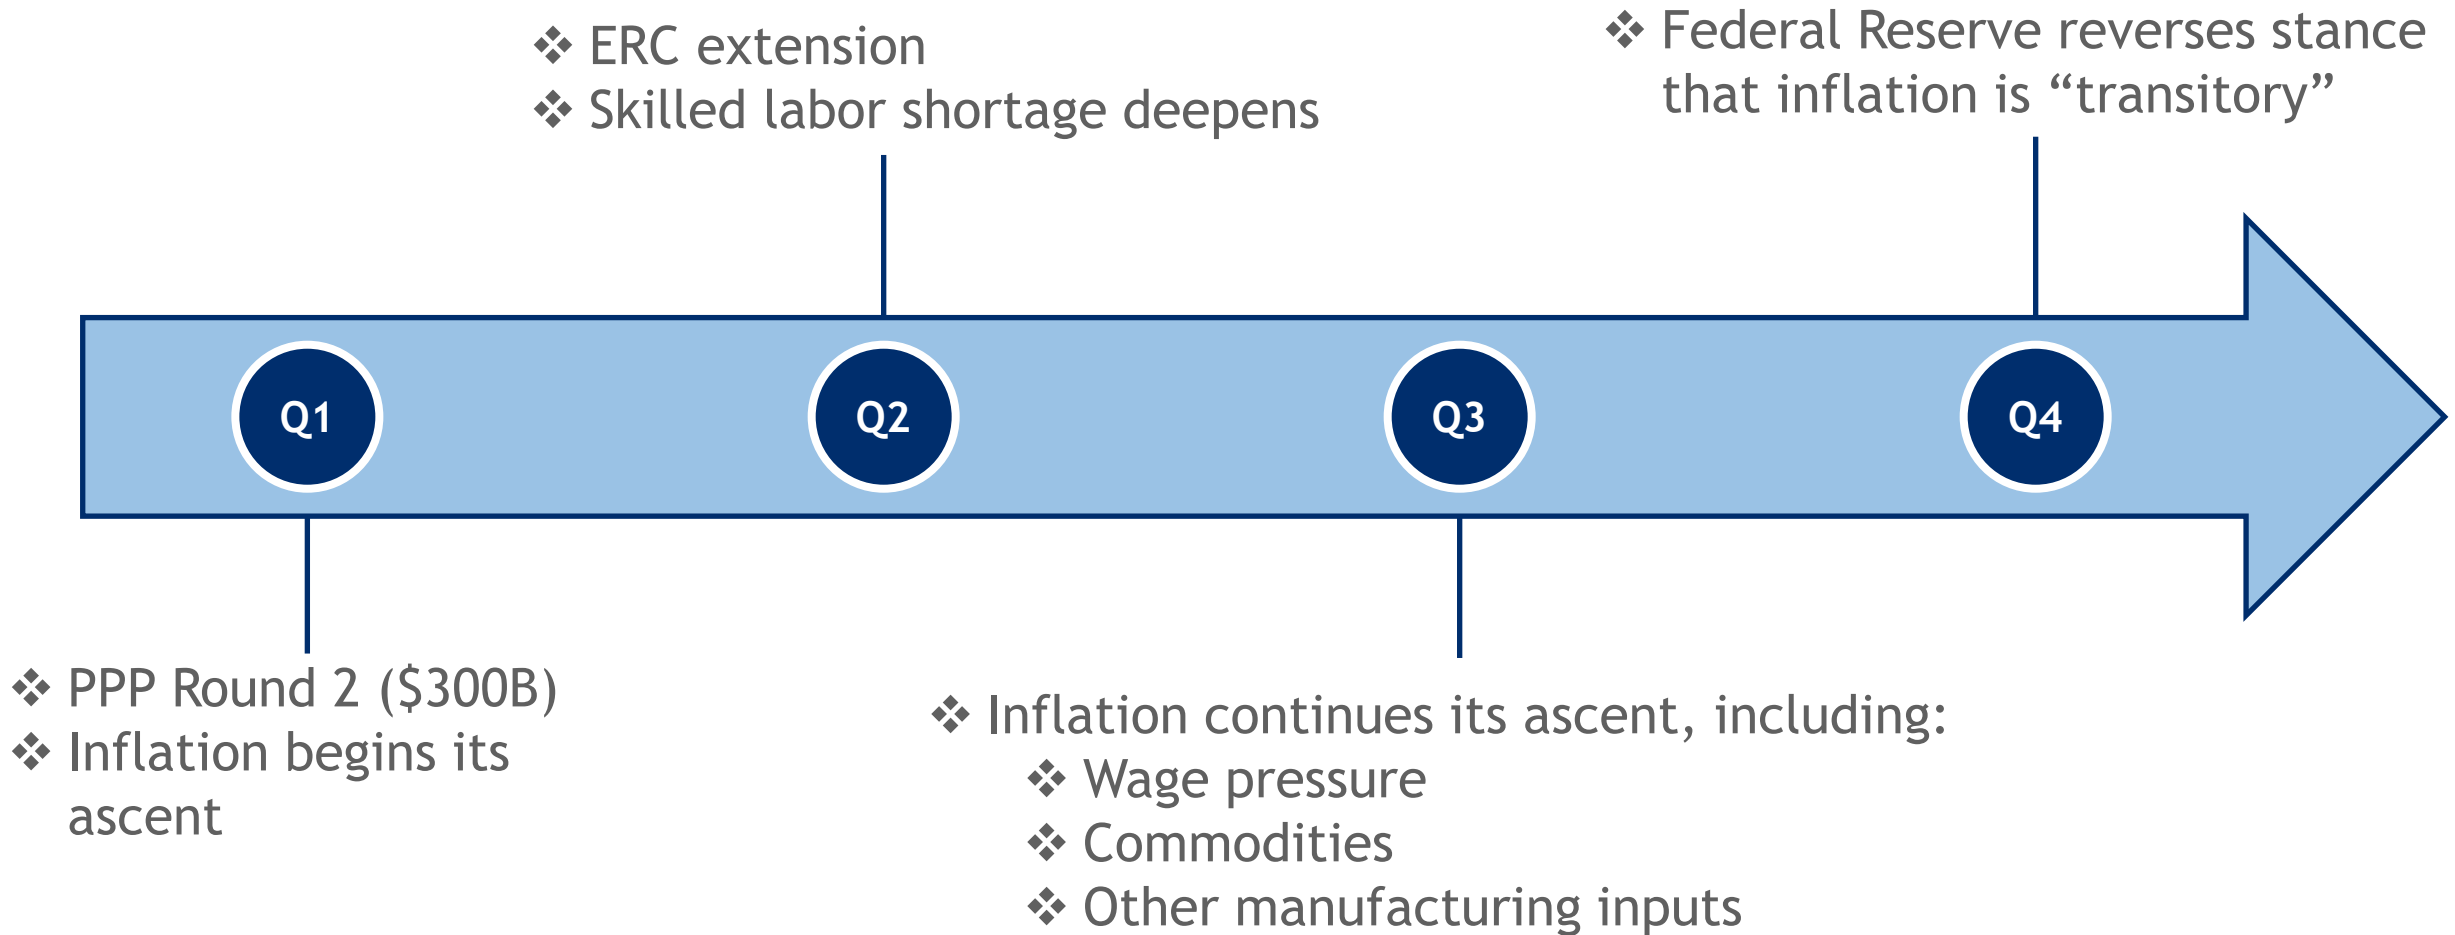 ❖ ERC extension
❖ Skilled labor shortage deepens
❖ Federal Reserve reverses stance
that inflation is “transitory”
Q1
Q2
Q3
Q4
❖ PPP Round 2 ($300B)
❖ Inflation begins its
ascent
❖ Inflation continues its ascent, including:
❖ Wage pressure
❖ Commodities
❖ Other manufacturing inputs